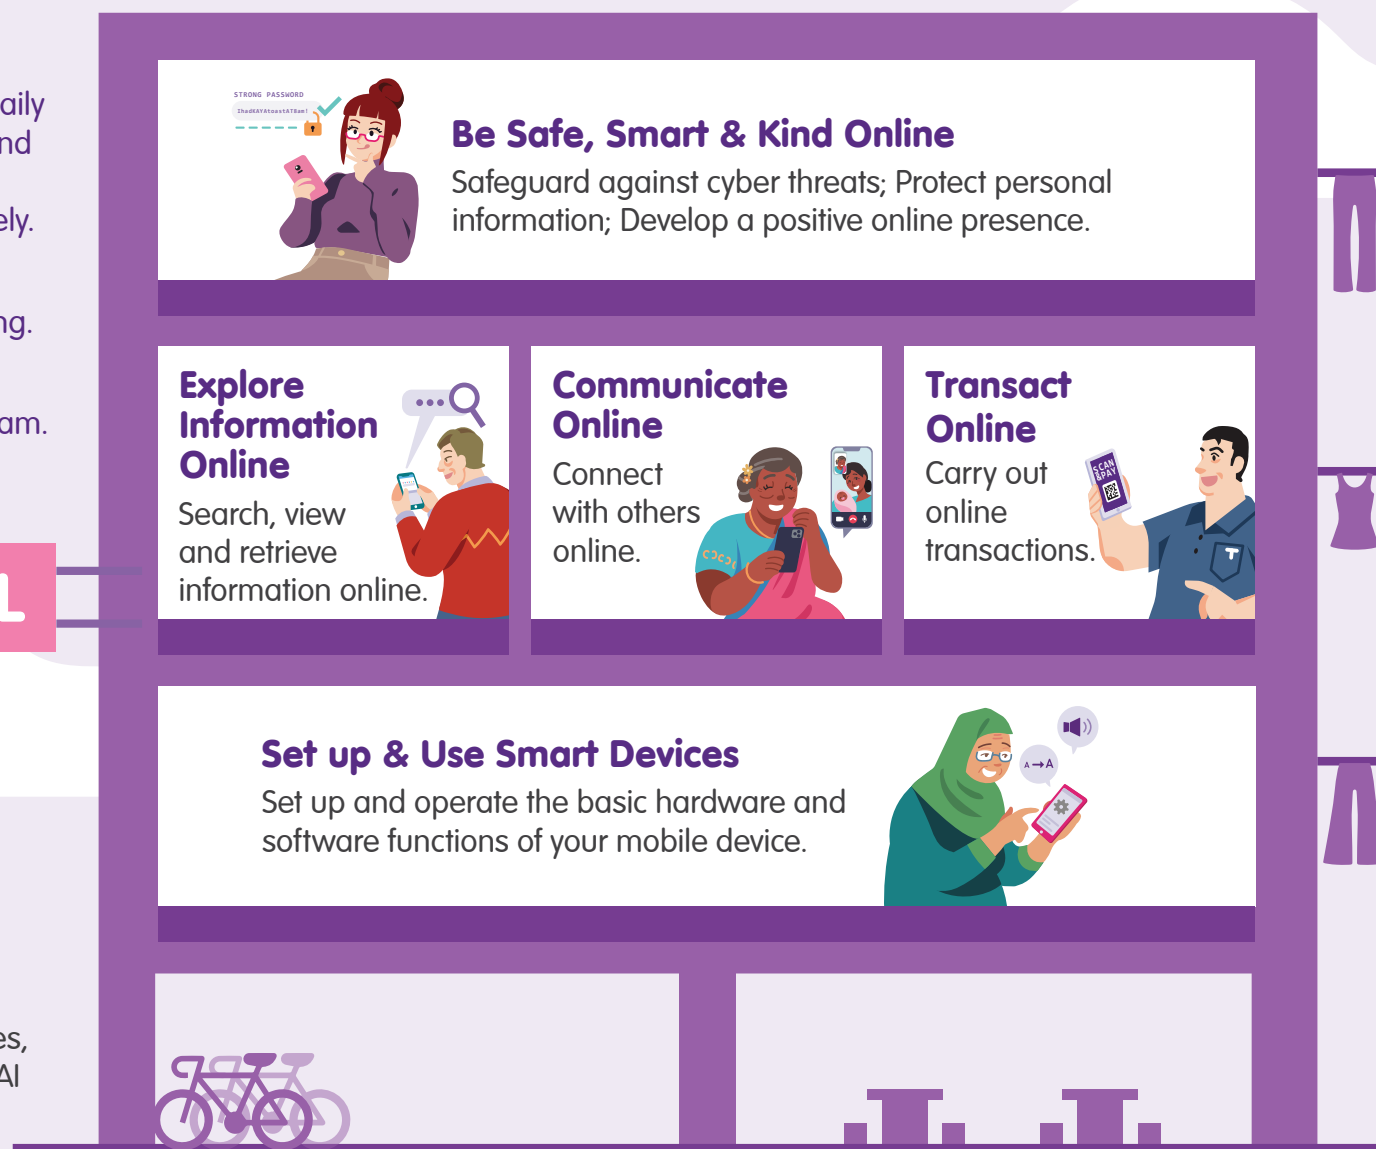 aily
nd
ely.
ng.
am.
1
es,
AI
STRONG PASSWORD
IhadKAYAtoastAT8am!
Be Safe, Smart & Kind Online
Safeguard against cyber threats; Protect personal
information; Develop a positive online presence.
Explore
Information
Online
Search, view
and retrieve
information online.
Communicate
Online
Connect
with others
online.
Transact
Online
Carry out
online
transactions.
SCAN
&PAY
T
Set up & Use Smart Devices
Set up and operate the basic hardware and
software functions of your mobile device.
A→A